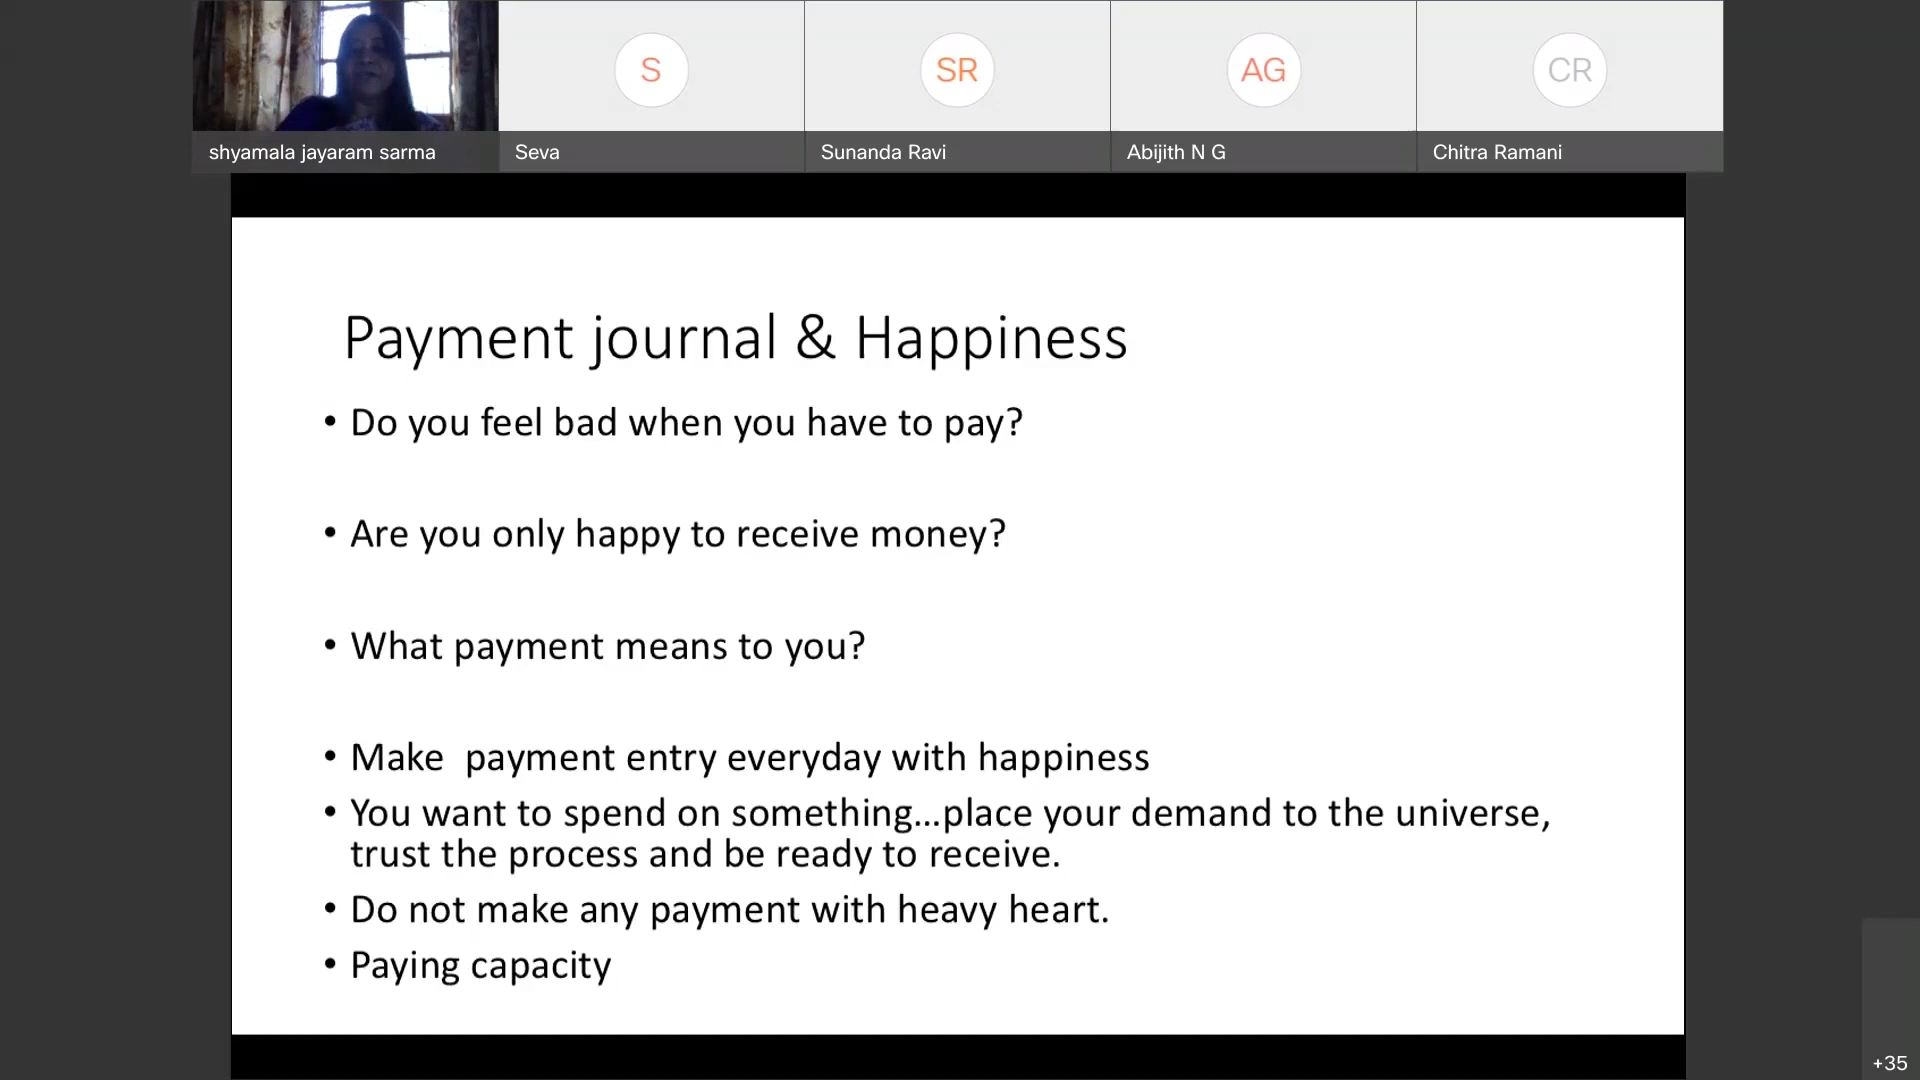 S
SR
AG
CR
shyamala jayaram sarma
Seva
Sunanda Ravi
Abijith N G
Chitra Ramani
Payment journal & Happiness
• Do you feel bad when you have to pay?
• Are you only happy to receive money?
• What payment means to you?
• Make  payment entry everyday with happiness
• You want to spend on something...place your demand to the universe,
trust the process and be ready to receive.
• Do not make any payment with heavy heart.
• Paying capacity
+35